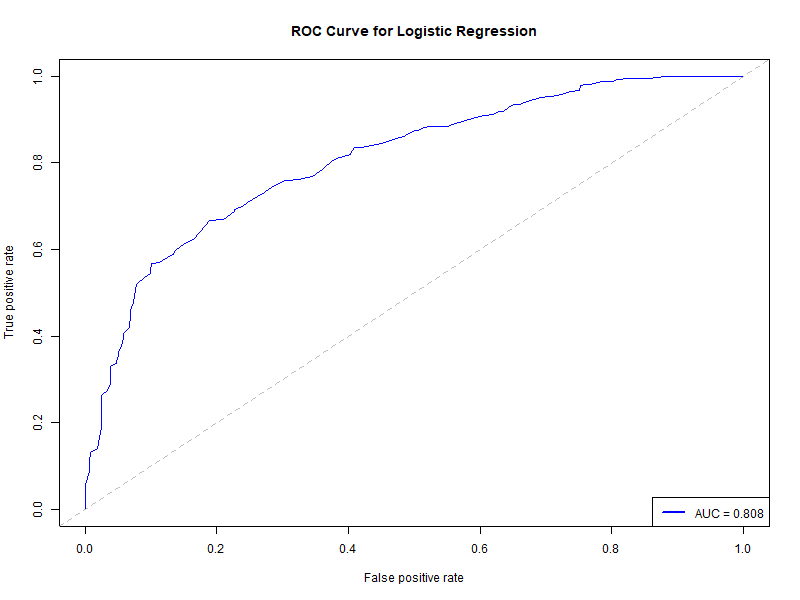 ROC Curve for Logistic Regression
True positive rate
1.0
0.8
0.6
0.4
0.2
0.0
AUC = 0.808
0.0 0.2 0.4 0.6 0.8 1.0
False positive rate